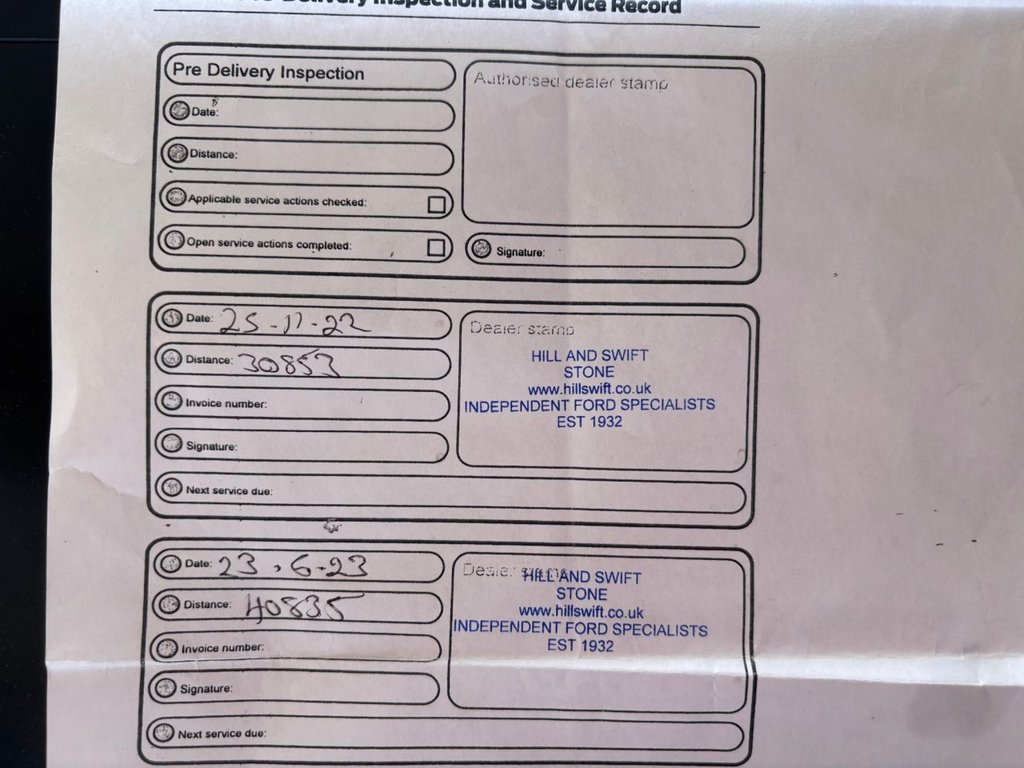 Delivery Inspection and Service Record
Pre Delivery Inspection
Date:
Distance:
Applicable service actions checked:
Open service actions completed:
Authorised dealer stamp
Signature:
Date: 25-11-22
Distance: 30853
Invoice number:
Signature:
Next service due:
Dealer stamp
HILL AND SWIFT
STONE
www.hillswift.co.uk
INDEPENDENT FORD SPECIALISTS
EST 1932
Date: 23.6-23
Distance: 40835
Invoice number:
Signature:
Next service due:
Dealer stamp
HILL AND SWIFT
STONE
www.hillswift.co.uk
INDEPENDENT FORD SPECIALISTS
EST 1932